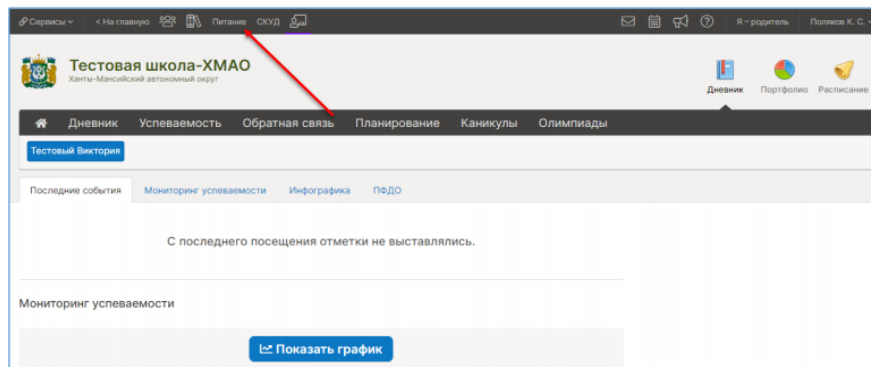 Сервисы < На главную Питание СКУД Я - родитель Поляков К. С.
Тестовая школа-ХМАО
Ханты-Мансийский автономный округ
Дневник Портфолио Расписание
Дневник Успеваемость Обратная связь Планирование Каникулы Олимпиады
Тестовый Виктория
Последние события Мониторинг успеваемости Инфографика ПФДО
С последнего посещения отметки не выставлялись.
Мониторинг успеваемости
Показать график